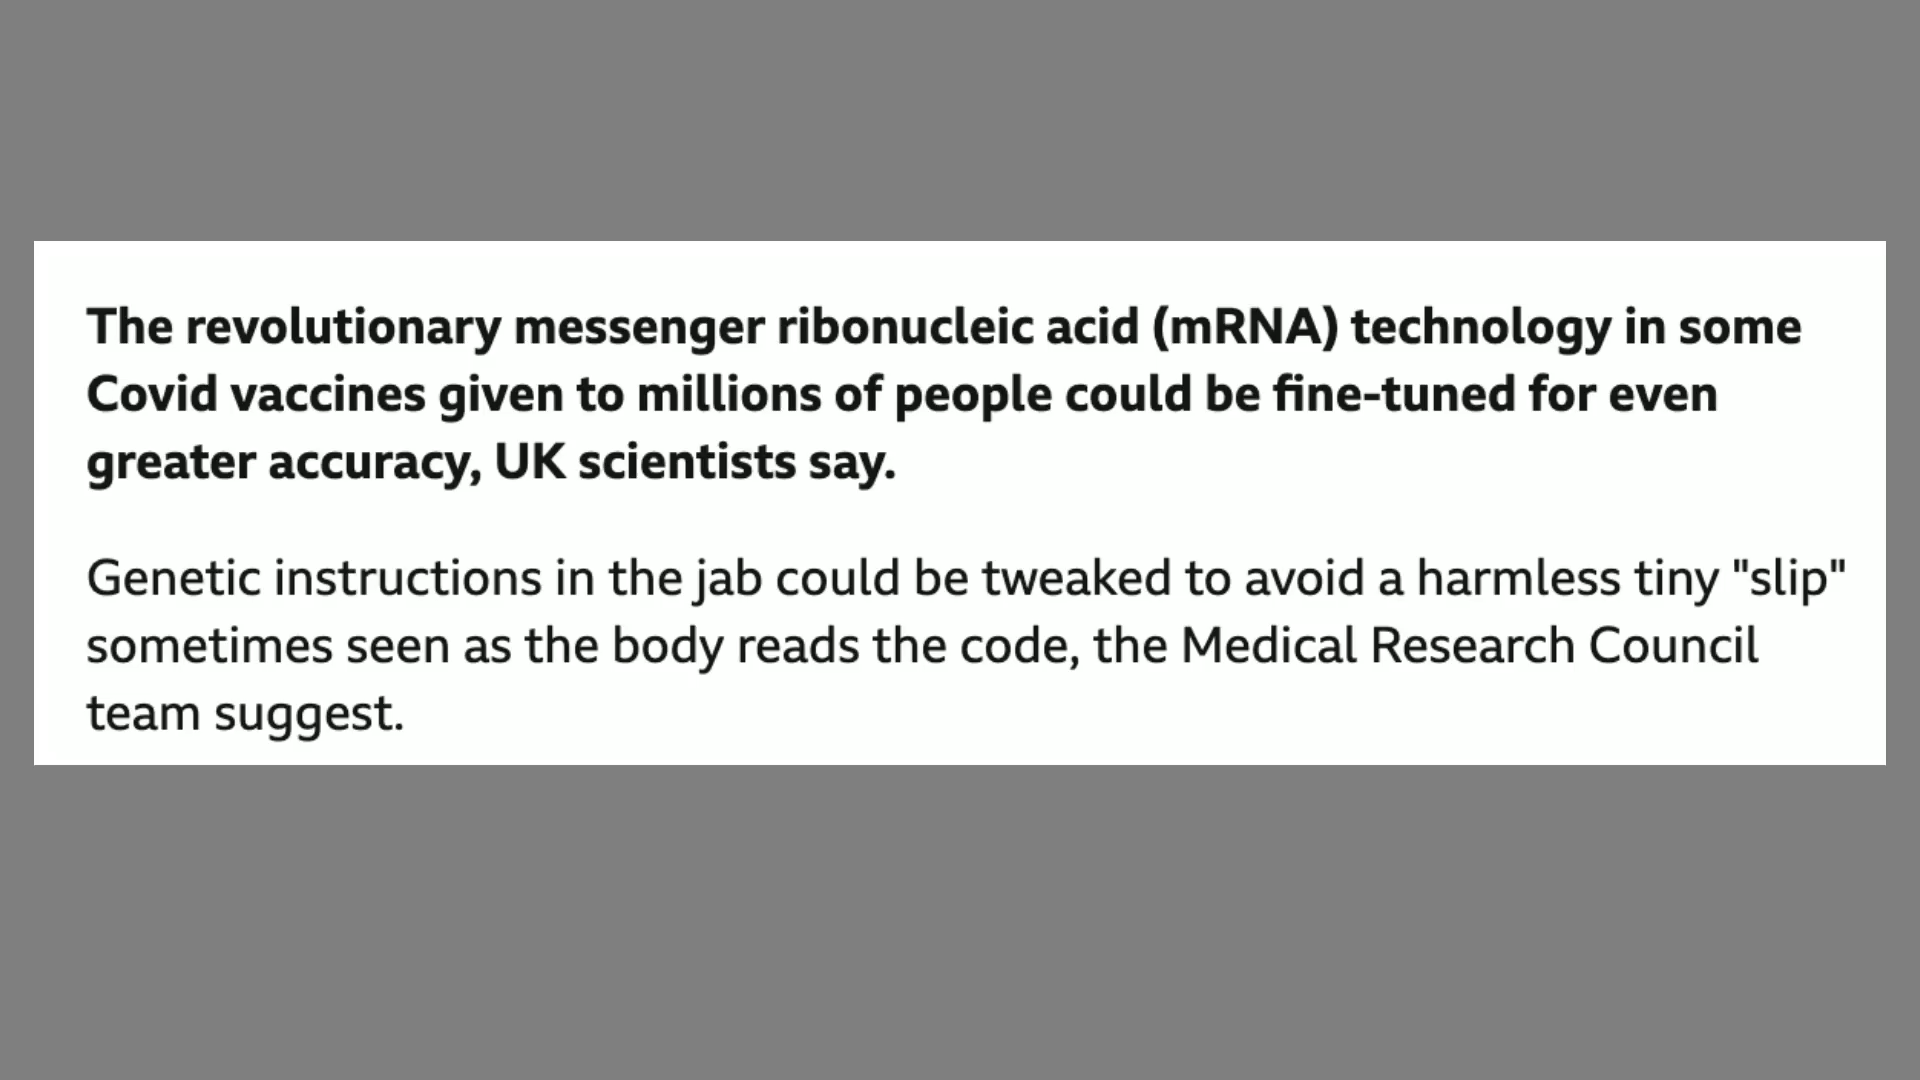 The revolutionary messenger ribonucleic acid (mRNA) technology in some
Covid vaccines given to millions of people could be fine-tuned for even
greater accuracy, UK scientists say.
Genetic instructions in the jab could be tweaked to avoid a harmless tiny "slip"
sometimes seen as the body reads the code, the Medical Research Council
team suggest.